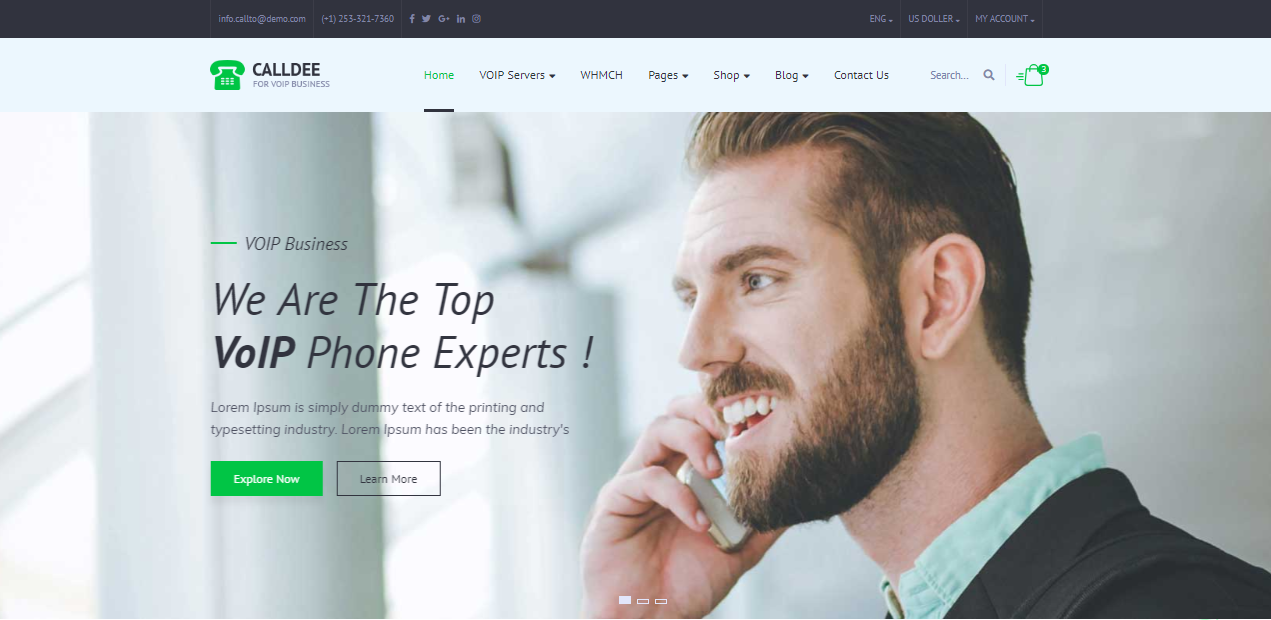 info.callto@demo.com (+1) 253-321-7360 ENG US DOLLER MY ACCOUNT
CALLDEE
FOR VOIP BUSINESS
Home VOIP Servers WHMCH Pages Shop Blog Contact Us Search... 3
VOIP Business
We Are The Top
VoIP Phone Experts !
Lorem Ipsum is simply dummy text of the printing and
typesetting industry. Lorem Ipsum has been the industry's
Explore Now Learn More